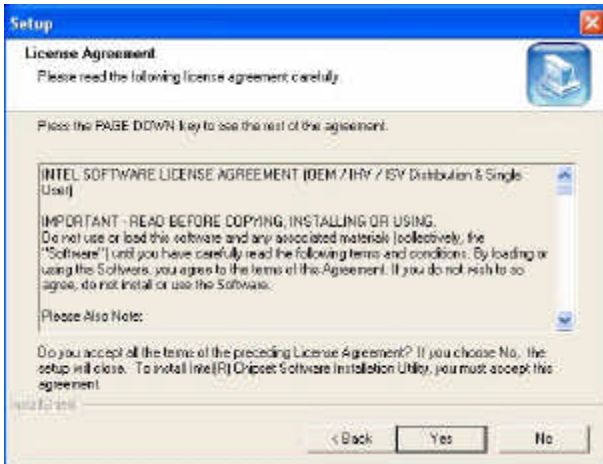 Setup
License Agreement
Please read the following license agreement carefully.
Press the PAGE DOWN key to see the rest of the agreement.
INTEL SOFTWARE LICENSE AGREEMENT (OEM / IHV / ISV Distribution & Single
User)
IMPORTANT - READ BEFORE COPYING, INSTALLING OR USING.
Do not use or load this software and any associated materials (collectively, the
"Software") until you have carefully read the following terms and conditions. By loading or
using the Software, you agree to the terms of this Agreement. If you do not wish to so
agree, do not install or use the Software.
Please Also Note:
Do you accept all the terms of the preceding License Agreement? If you choose No, the
setup will close. To install Intel(R) Chipset Software Installation Utility, you must accept this
agreement.
InstallShield
< Back
Yes
No